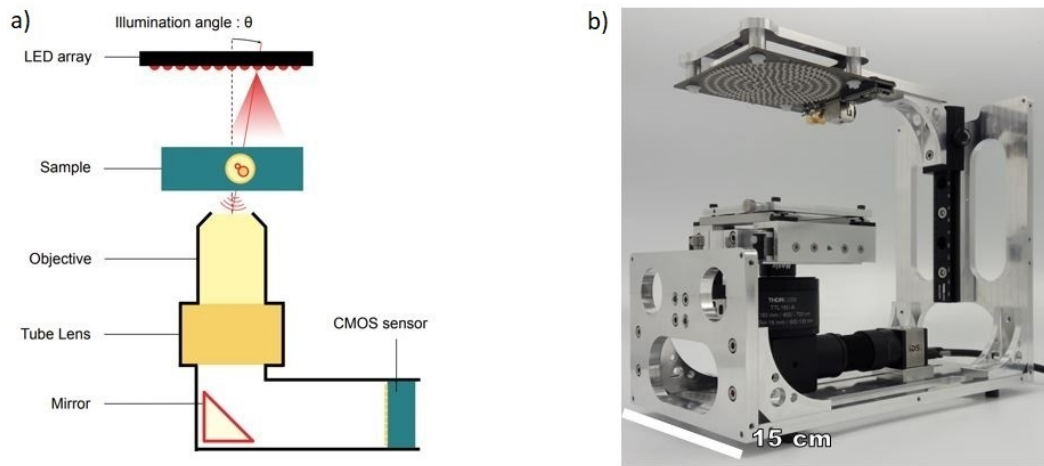 a)
Illumination angle : θ
LED array
Sample
Objective
Tube Lens
CMOS sensor
Mirror
b)
THORLABS
15 cm